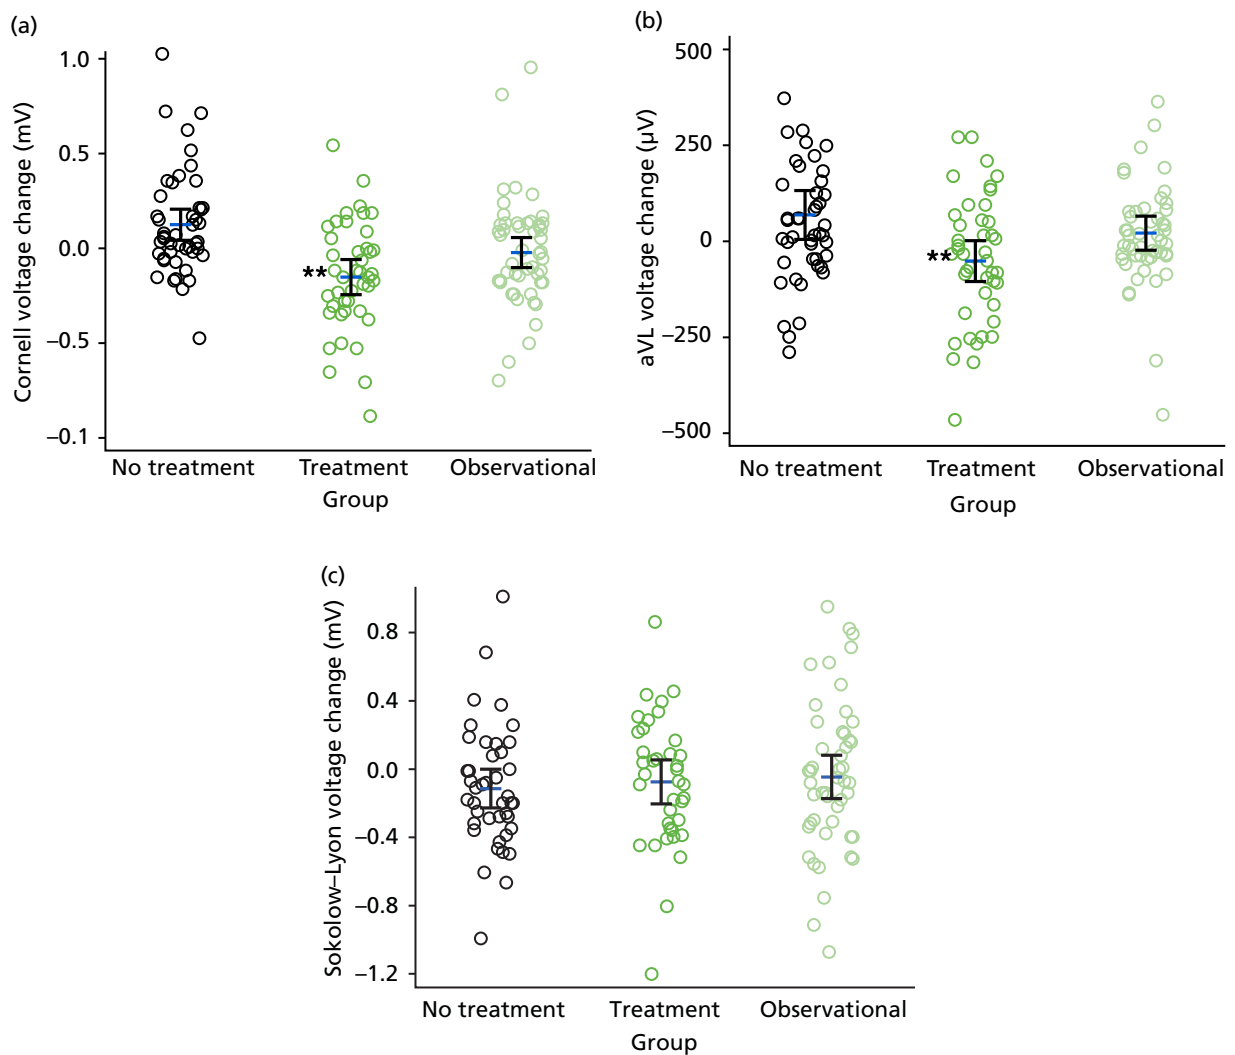 (a)
Cornell voltage change (mV)
1.0
0.5
0.0
−0.5
−0.1
**
No treatment
Treatment
Observational
Group
(b)
aVL voltage change (µV)
500
250
0
−250
−500
**
No treatment
Treatment
Observational
Group
(c)
Sokolow–Lyon voltage change (mV)
0.8
0.4
0.0
−0.4
−0.8
−1.2
No treatment
Treatment
Observational
Group